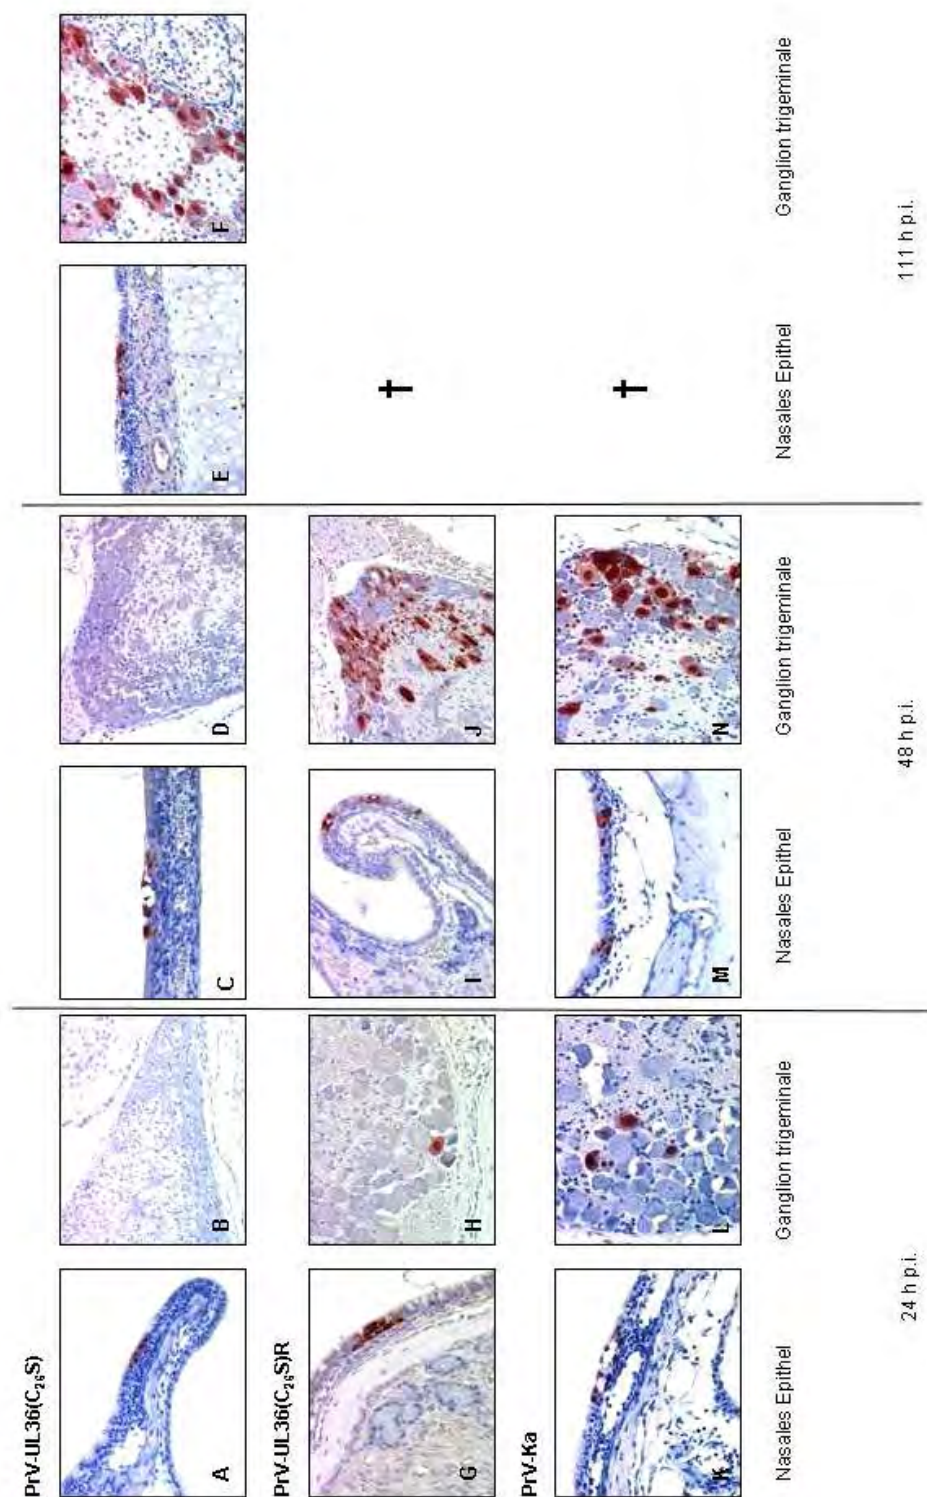 PrV-UL36(C₂₆S)
A
B
C
D
E
F
PrV-UL36(C₂₆S)R
G
H
I
J
†
PrV-Ka
K
L
M
N
†
Nasales Epithel
Ganglion trigeminale
Nasales Epithel
Ganglion trigeminale
Nasales Epithel
Ganglion trigeminale
24 h p.i.
48 h p.i.
111 h p.i.